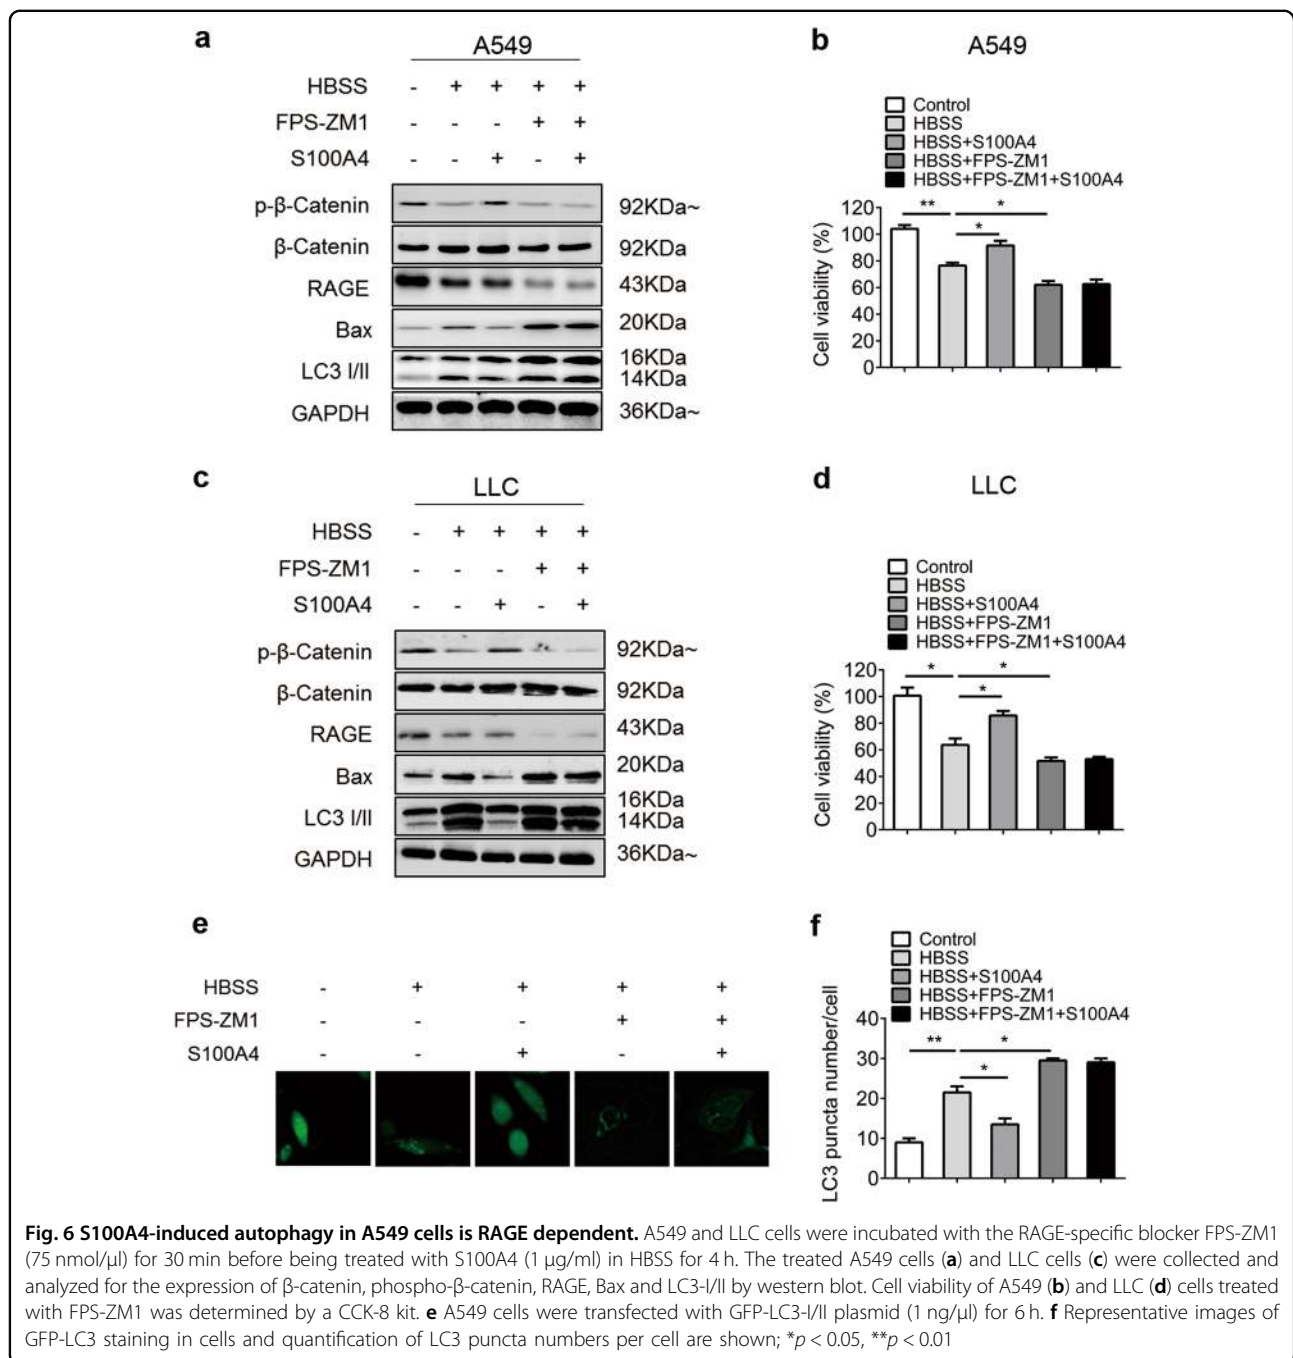 a
A549
HBSS - + + + +
FPS-ZM1 - - - + +
S100A4 - - + - +
p-β-Catenin 92KDa~
β-Catenin 92KDa
RAGE 43KDa
Bax 20KDa
LC3 I/II 16KDa
14KDa
GAPDH 36KDa~
b
A549
Control
HBSS
HBSS+S100A4
HBSS+FPS-ZM1
HBSS+FPS-ZM1+S100A4
Cell viability (%)
120
100
80
60
40
20
0
** * *
c
LLC
HBSS - + + + +
FPS-ZM1 - - - + +
S100A4 - - + - +
p-β-Catenin 92KDa~
β-Catenin 92KDa
RAGE 43KDa
Bax 20KDa
LC3 I/II 16KDa
14KDa
GAPDH 36KDa~
d
LLC
Control
HBSS
HBSS+S100A4
HBSS+FPS-ZM1
HBSS+FPS-ZM1+S100A4
Cell viability (%)
120
100
80
60
40
20
0
* * *
e
HBSS - + + + +
FPS-ZM1 - - - + +
S100A4 - - + - +
f
Control
HBSS
HBSS+S100A4
HBSS+FPS-ZM1
HBSS+FPS-ZM1+S100A4
LC3 puncta number/cell
40
30
20
10
0
** * *
Fig. 6 S100A4-induced autophagy in A549 cells is RAGE dependent. A549 and LLC cells were incubated with the RAGE-specific blocker FPS-ZM1
(75 nmol/µl) for 30 min before being treated with S100A4 (1 µg/ml) in HBSS for 4 h. The treated A549 cells (a) and LLC cells (c) were collected and
analyzed for the expression of β-catenin, phospho-β-catenin, RAGE, Bax and LC3-I/II by western blot. Cell viability of A549 (b) and LLC (d) cells treated
with FPS-ZM1 was determined by a CCK-8 kit. e A549 cells were transfected with GFP-LC3-I/II plasmid (1 ng/µl) for 6 h. f Representative images of
GFP-LC3 staining in cells and quantification of LC3 puncta numbers per cell are shown; *p < 0.05, **p < 0.01